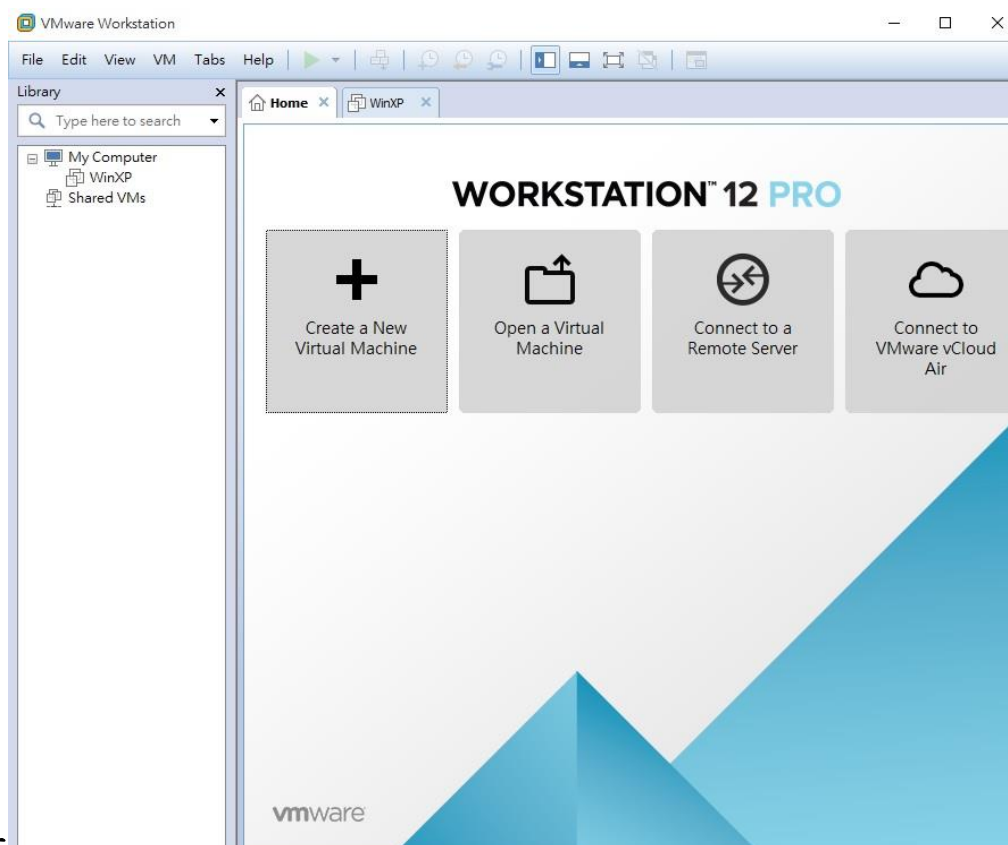 VMware Workstation
File Edit View VM Tabs Help
Library
Type here to search
My Computer
WinXP
Shared VMs
Home
WinXP
WORKSTATION™ 12 PRO
Create a New
Virtual Machine
Open a Virtual
Machine
Connect to a
Remote Server
Connect to
VMware vCloud
Air
vmware